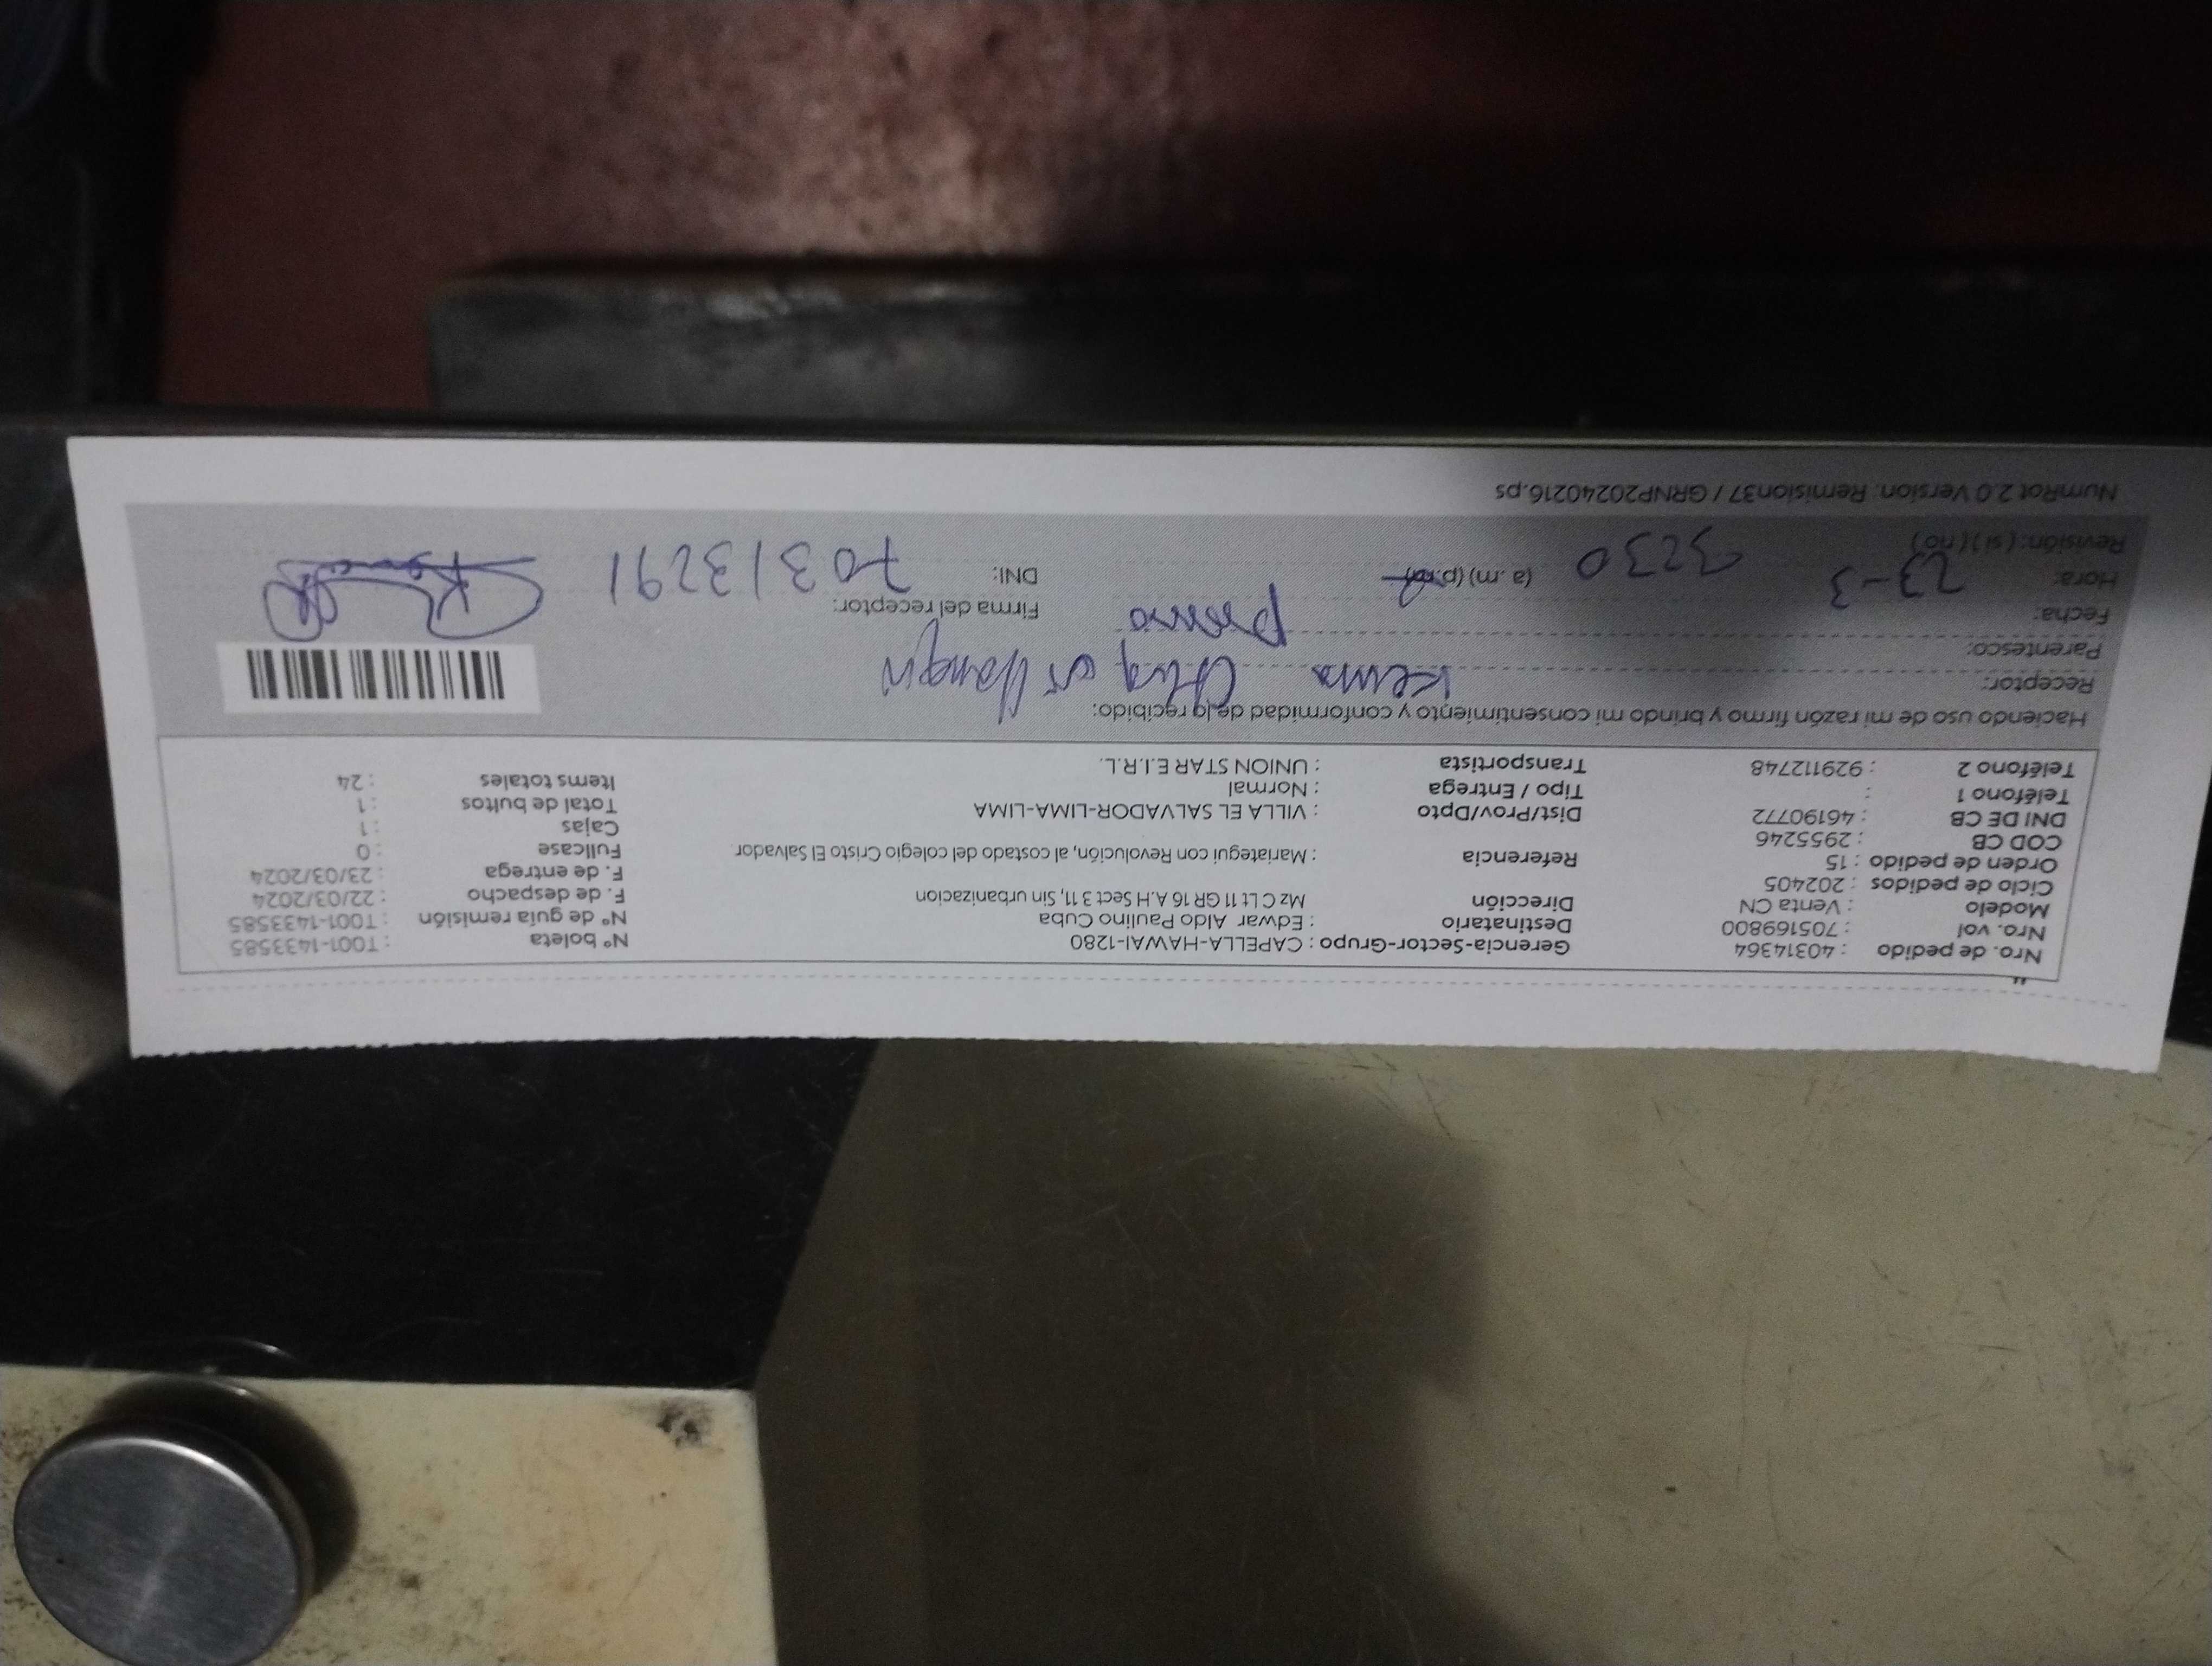 Nro. de pedido : 40314364 Gerencia-Sector-Grupo : CAPELLA-HAWAI-1280 N° boleta : T001-1433585
Nro. vol : 705169800 Destinatario : Edwar Aldo Paulino Cuba N° de guía remisión : T001-1433585
Modelo : Venta CN Dirección Mz C Lt 11 GR 16 A.H Sect 3 11, Sin urbanizacion F. de despacho : 22/03/2024
Ciclo de pedidos : 202405 F. de entrega : 23/03/2024
Orden de pedido : 15 Referencia : Mariategui con Revolución, al costado del colegio Cristo El Salvador Fullcase : 0
COD CB : 2955246 Cajas : 1
DNI DE CB : 46190772 Dist/Prov/Dpto : VILLA EL SALVADOR-LIMA-LIMA Total de bultos : 1
Teléfono 1 : Tipo / Entrega : Normal Items totales : 24
Teléfono 2 : 929112748 Transportista : UNION STAR E.I.R.L.
Haciendo uso de mi razón firmo y brindo mi consentimiento y conformidad de lo recibido:
Receptor:
Parentesco:
Fecha: 23-3 Firma del receptor:
Hora: 3230 (a.m) (p.m) DNI: 70313291
Revisión: ( si ) ( no )
NumRot 2.0 Version: Remision37 / GRNP20240216.ps